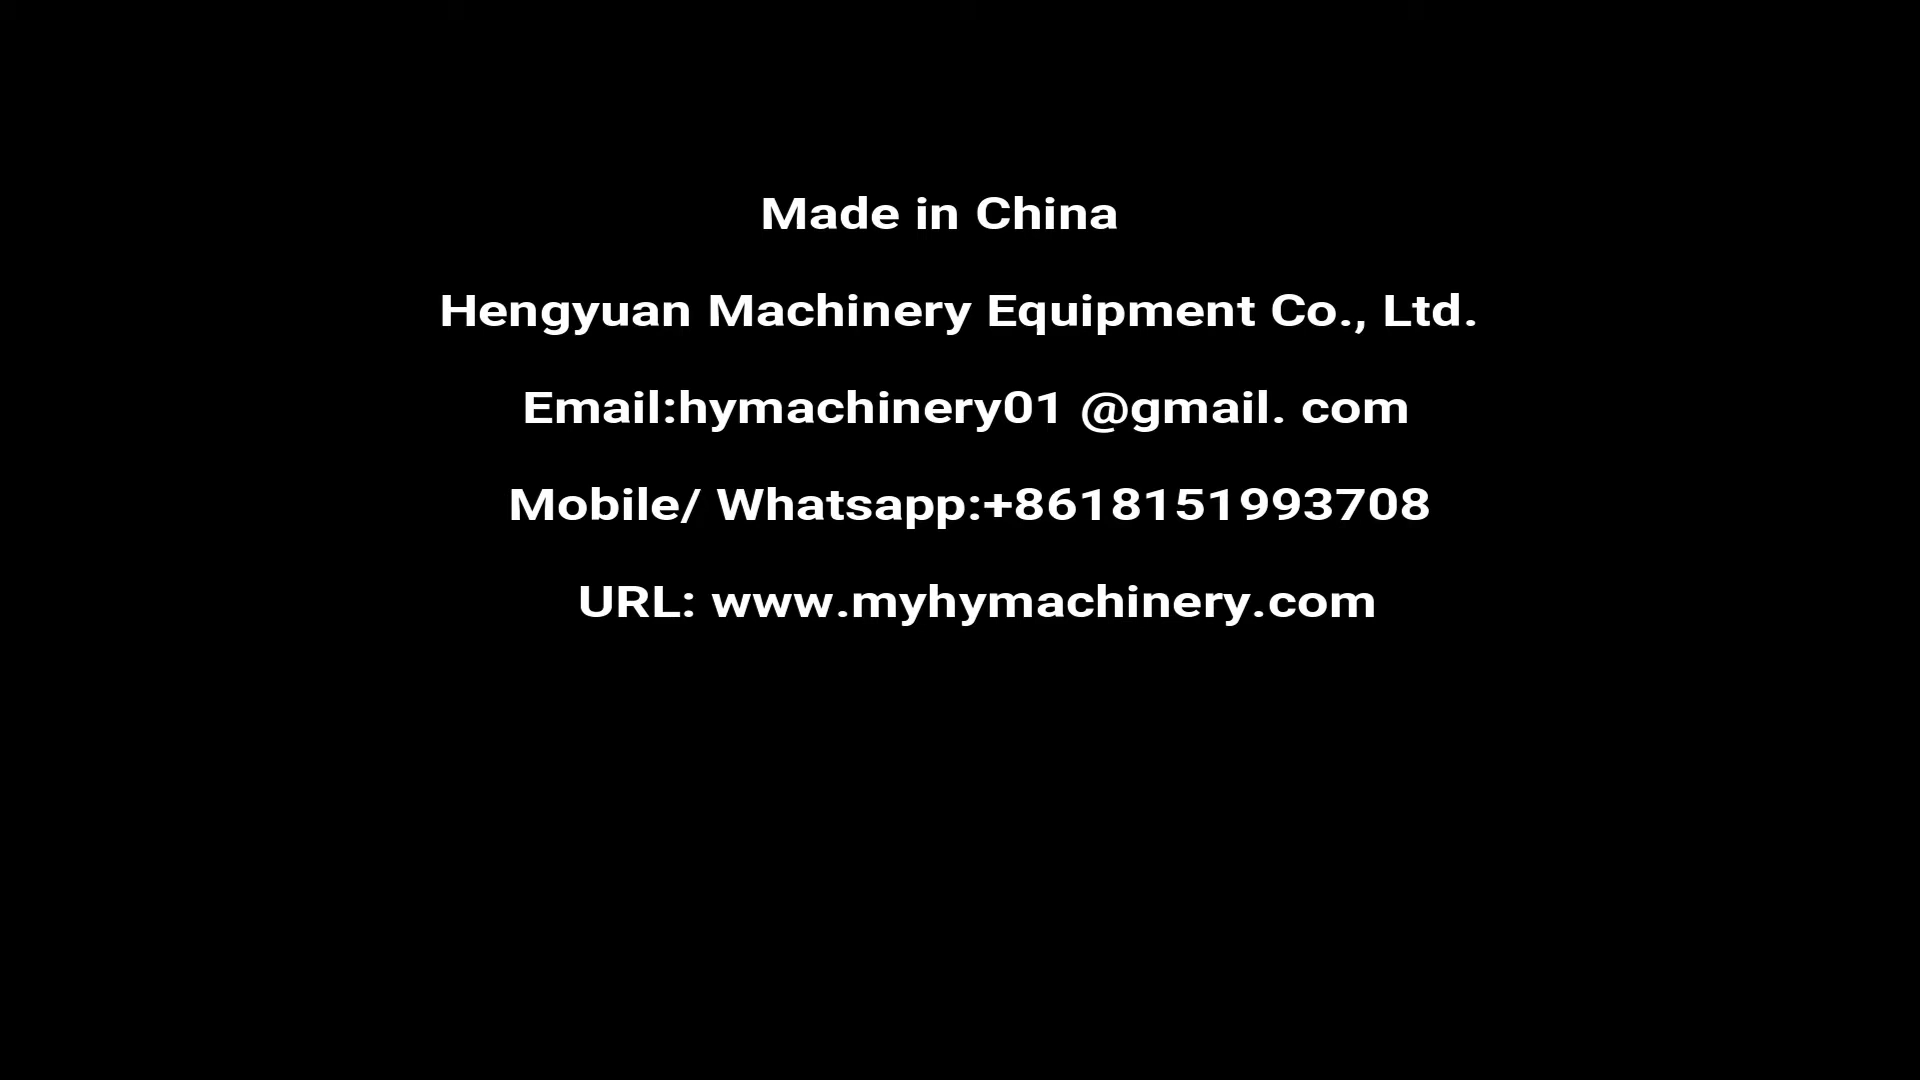 Made in China
Hengyuan Machinery Equipment Co., Ltd.
Email:hymachinery01 @gmail. com
Mobile/ Whatsapp:+8618151993708
URL: www.myhymachinery.com